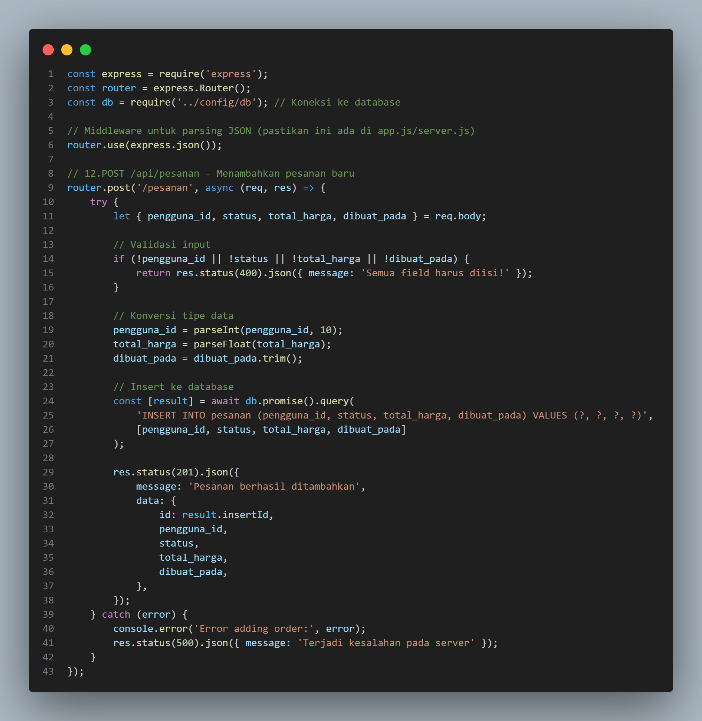 1 const express = require('express');
2 const router = express.Router();
3 const db = require('../config/db'); // Koneksi ke database
4
5 // Middleware untuk parsing JSON (pastikan ini ada di app.js/server.js)
6 router.use(express.json());
7
8 // 12.POST /api/pesanan - Menambahkan pesanan baru
9 router.post('/pesanan', async (req, res) => {
10     try {
11         let { pengguna_id, status, total_harga, dibuat_pada } = req.body;
12
13         // Validasi input
14         if (!pengguna_id || !status || !total_harga || !dibuat_pada) {
15             return res.status(400).json({ message: 'Semua field harus diisi!' });
16         }
17
18         // Konversi tipe data
19         pengguna_id = parseInt(pengguna_id, 10);
20         total_harga = parseFloat(total_harga);
21         dibuat_pada = dibuat_pada.trim();
22
23         // Insert ke database
24         const [result] = await db.promise().query(
25             'INSERT INTO pesanan (pengguna_id, status, total_harga, dibuat_pada) VALUES (?, ?, ?, ?)',
26             [pengguna_id, status, total_harga, dibuat_pada]
27         );
28
29         res.status(201).json({
30             message: 'Pesanan berhasil ditambahkan',
31             data: {
32                 id: result.insertId,
33                 pengguna_id,
34                 status,
35                 total_harga,
36                 dibuat_pada,
37             },
38         });
39     } catch (error) {
40         console.error('Error adding order:', error);
41         res.status(500).json({ message: 'Terjadi kesalahan pada server' });
42     }
43 });